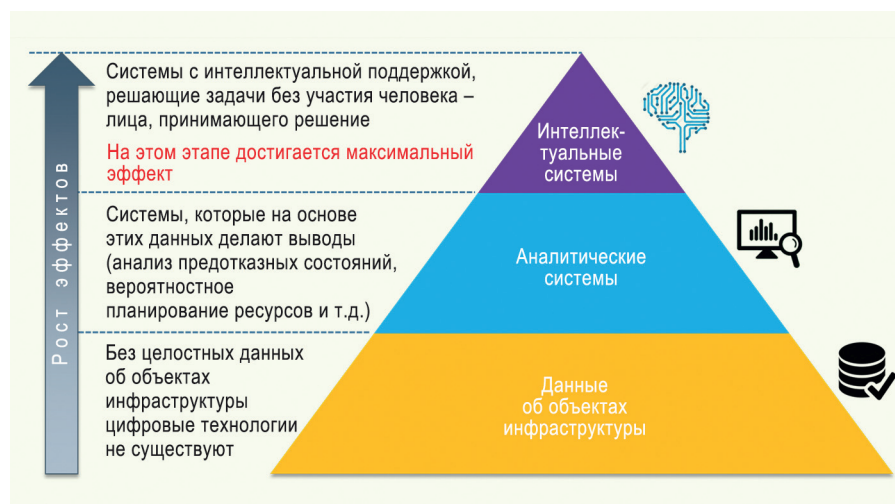 Рост эффектов
Системы с интеллектуальной поддержкой,
решающие задачи без участия человека –
лица, принимающего решение
На этом этапе достигается максимальный
эффект
Интеллек-
туальные
системы
Системы, которые на основе
этих данных делают выводы
(анализ предотказных состояний,
вероятностное
планирование ресурсов и т.д.)
Аналитические
системы
Без целостных данных
об объектах
инфраструктуры
цифровые технологии
не существуют
Данные
об объектах
инфраструктуры